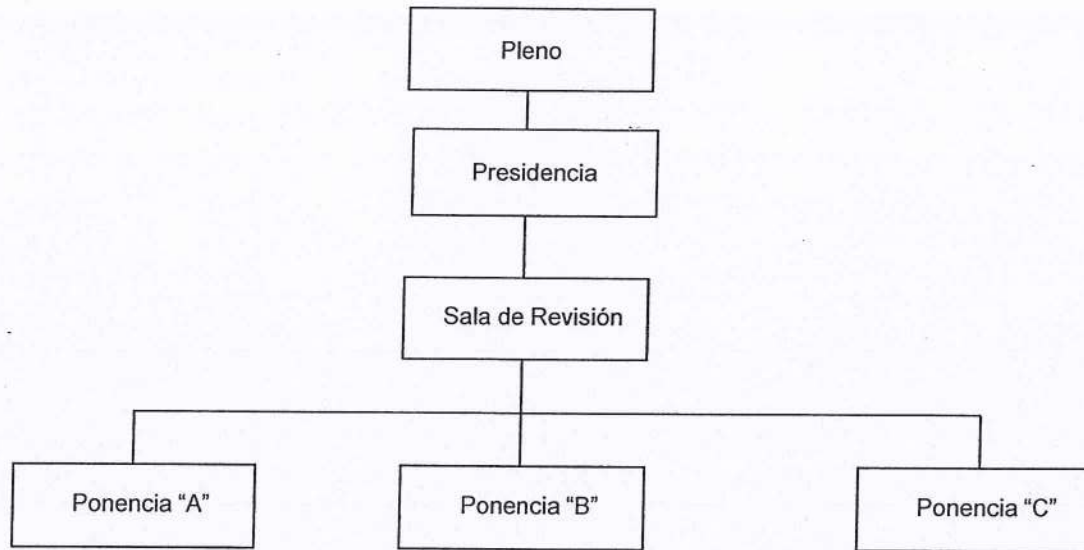 Pleno
Presidencia
Sala de Revisión
Ponencia “A”
Ponencia “B”
Ponencia “C”